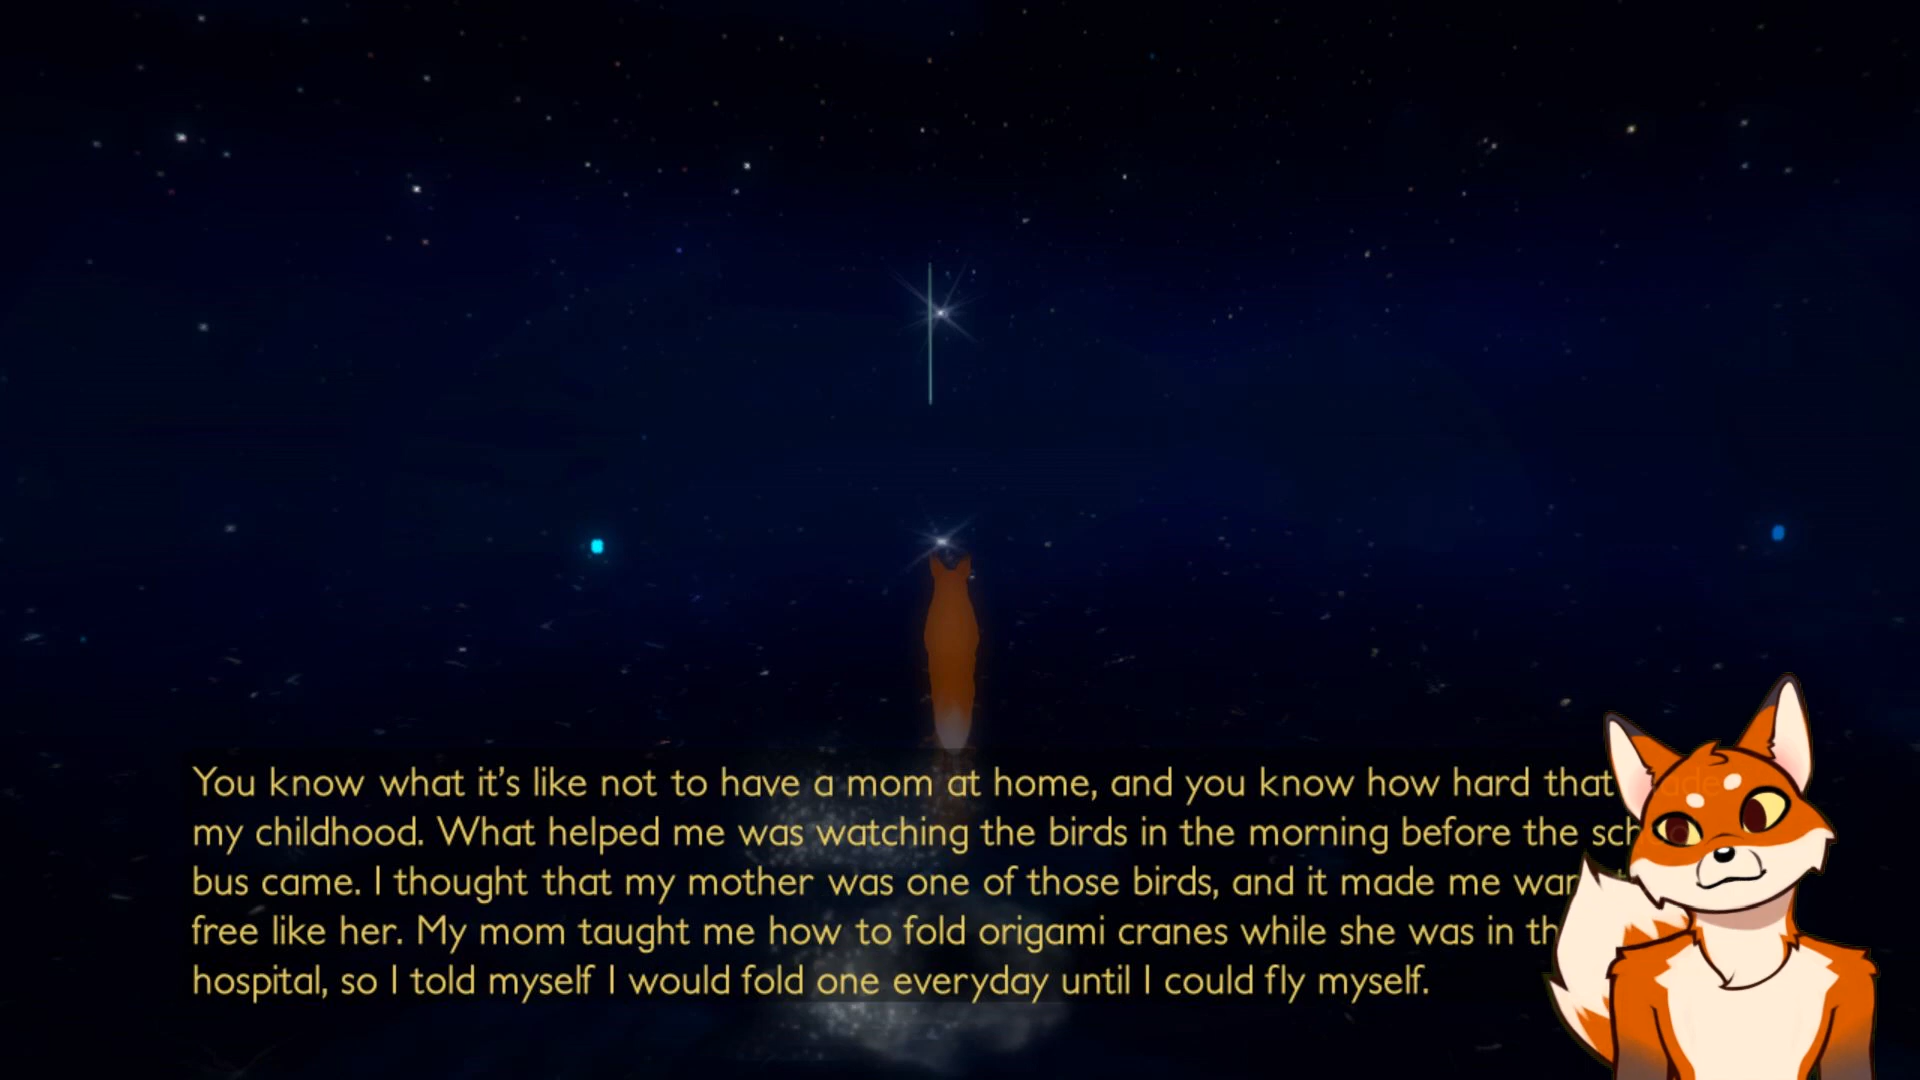 You know what it's like not to have a mom at home, and you know how hard that
my childhood. What helped me was watching the birds in the morning before the
bus came. I thought that my mother was one of those birds, and it made me
free like her. My mom taught me how to fold origami cranes while she was in
hospital, so I told myself I would fold one everyday until I could fly myself.